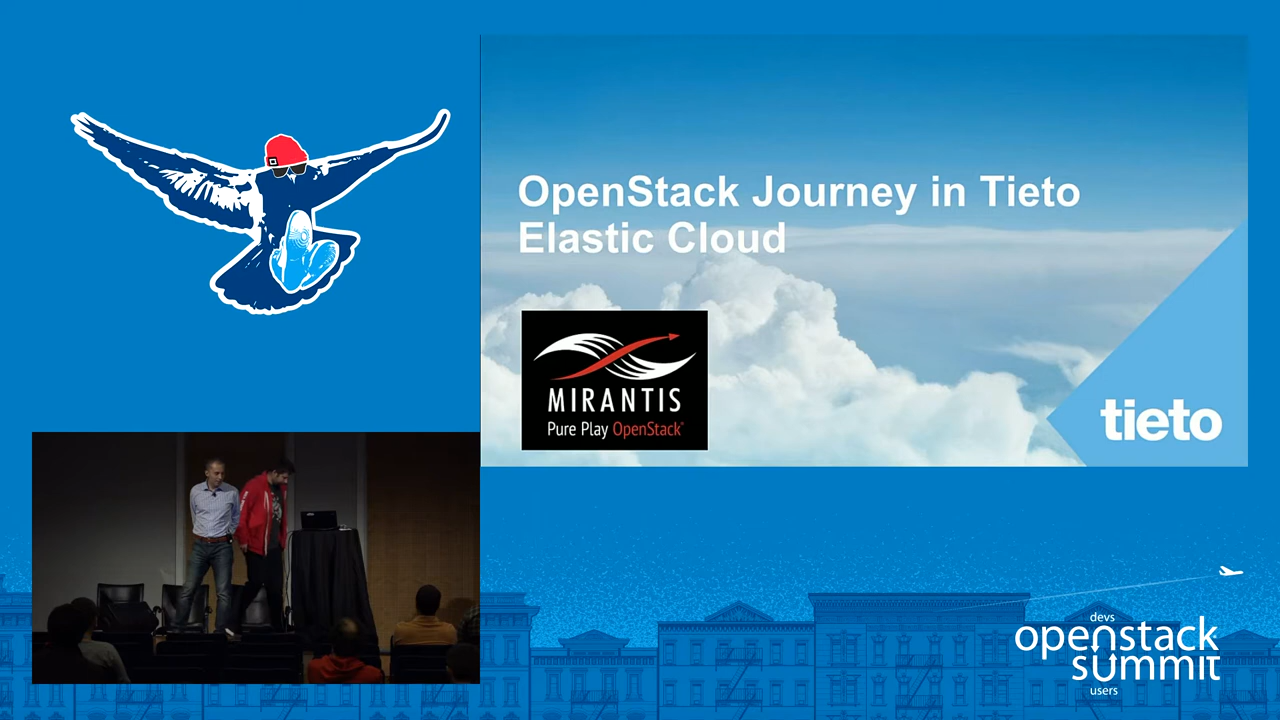 OpenStack Journey in Tieto
Elastic Cloud
MIRANTIS
Pure Play OpenStack
tieto
devs
openstack
summit
users